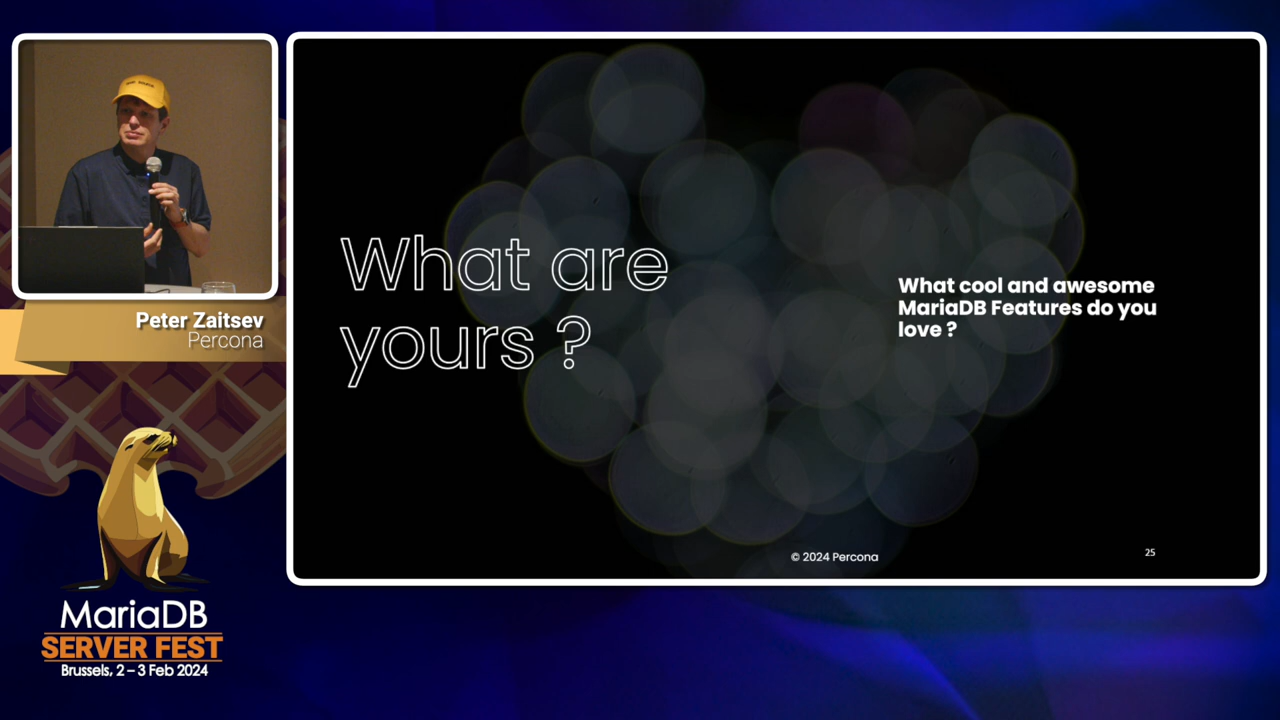 Peter Zaitsev
Percona
MariaDB
SERVER FEST
Brussels, 2 – 3 Feb 2024
What are
yours ?
What cool and awesome
MariaDB Features do you
love ?
© 2024 Percona
25